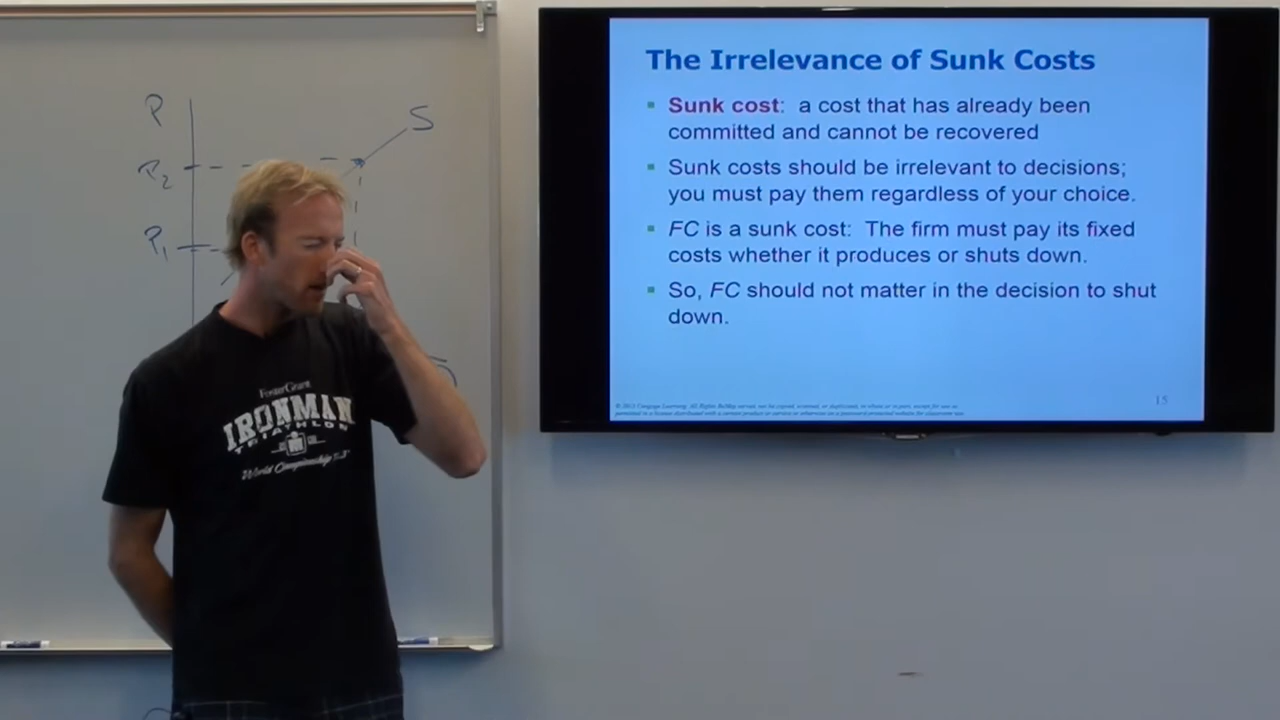 P
S
P2
P1
FosterGrant
IRONMAN
TRIATHLON
World Championship
The Irrelevance of Sunk Costs
Sunk cost: a cost that has already been
committed and cannot be recovered
Sunk costs should be irrelevant to decisions;
you must pay them regardless of your choice.
FC is a sunk cost: The firm must pay its fixed
costs whether it produces or shuts down.
So, FC should not matter in the decision to shut
down.
15